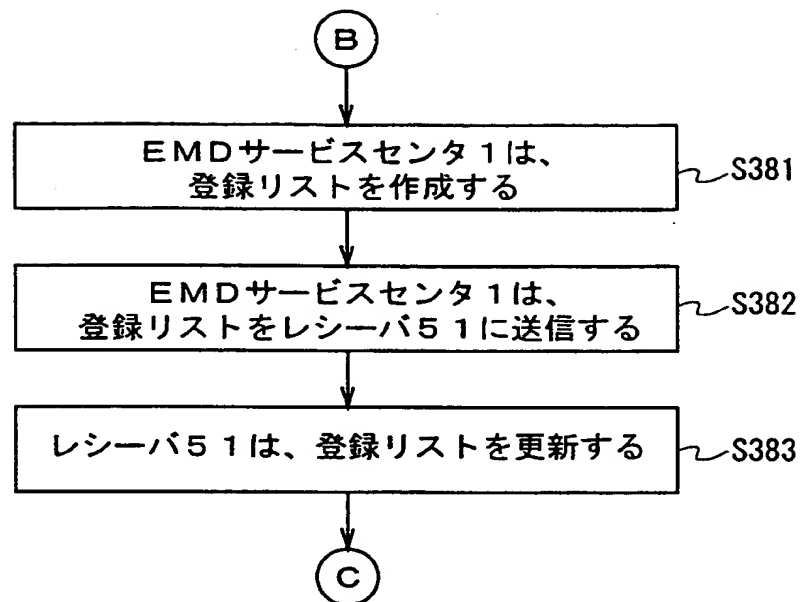 B
EMDサービスセンタ1は、
登録リストを作成する
S381
EMDサービスセンタ1は、
登録リストをレシーバ51に送信する
S382
レシーバ51は、登録リストを更新する
S383
C